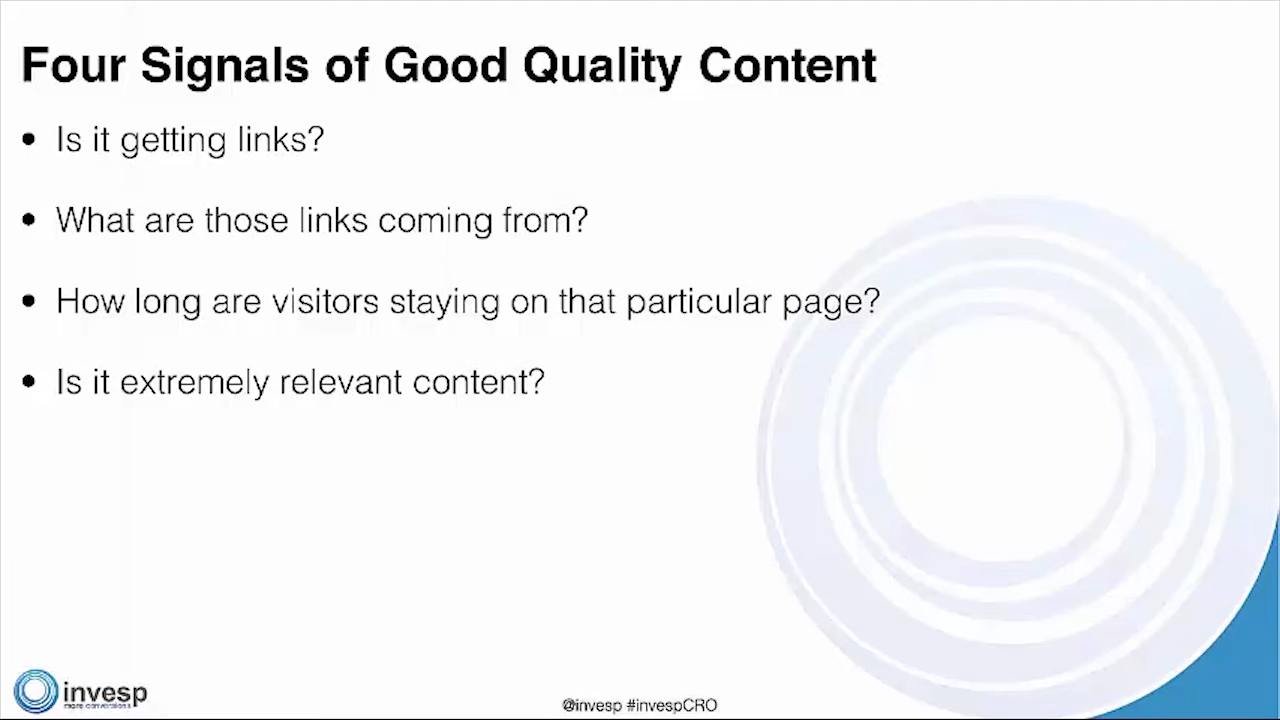 Four Signals of Good Quality Content
• Is it getting links?
• What are those links coming from?
• How long are visitors staying on that particular page?
• Is it extremely relevant content?
invesp
more conversions
@invesp #invespCRO